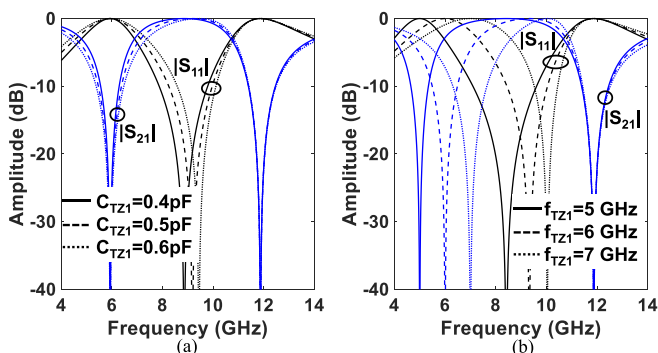 0
-10
-20
-30
-40
4
6
8
10
12
14
Amplitude (dB)
Frequency (GHz)
|S11|
|S21|
CTZ1=0.4pF
CTZ1=0.5pF
CTZ1=0.6pF
(a)
0
-10
-20
-30
-40
4
6
8
10
12
14
Amplitude (dB)
Frequency (GHz)
|S11|
|S21|
fTZ1=5 GHz
fTZ1=6 GHz
fTZ1=7 GHz
(b)